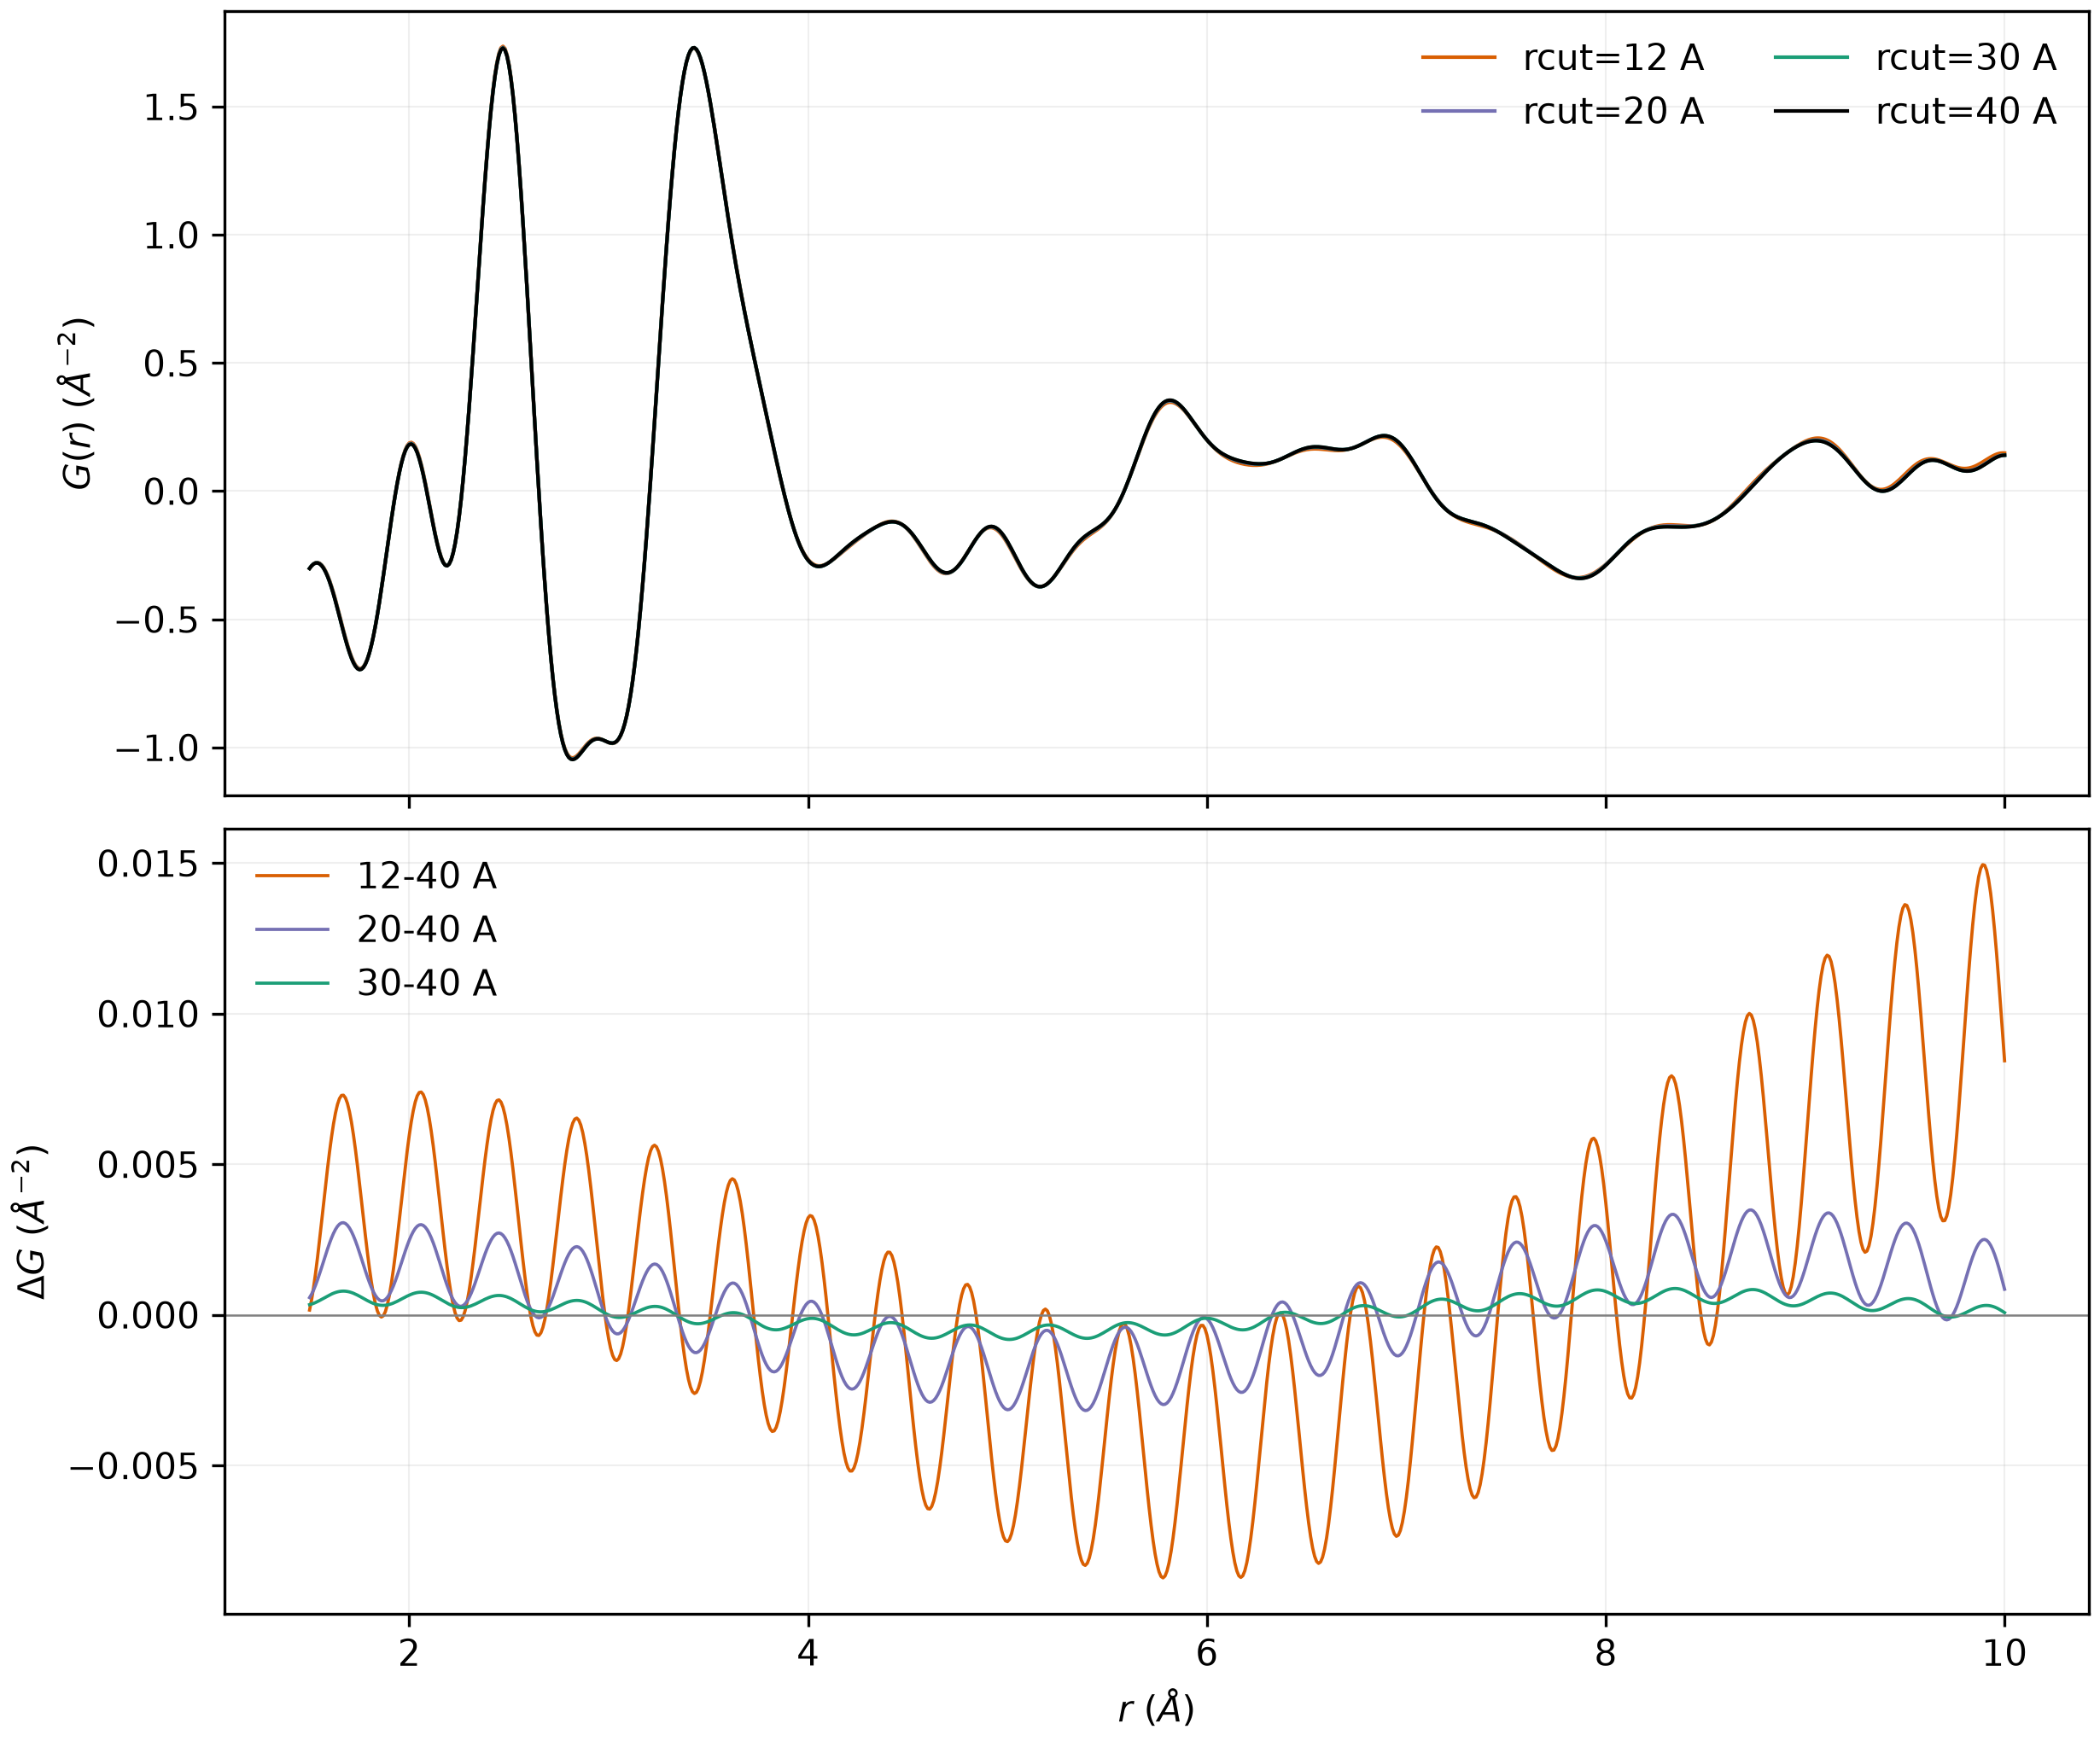 rcut=12 A
rcut=20 A
rcut=30 A
rcut=40 A
1.5
1.0
0.5
0.0
−0.5
−1.0
G(r) (Å⁻²)
12-40 A
20-40 A
30-40 A
0.015
0.010
0.005
0.000
−0.005
ΔG (Å⁻²)
2 4 6 8 10
r (Å)